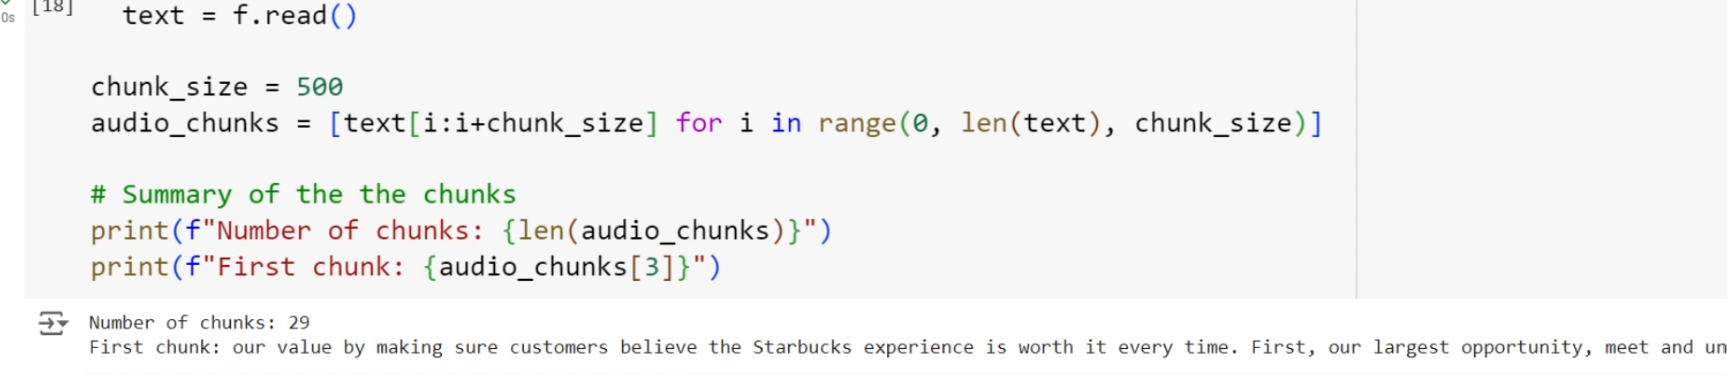 [18]
0s
text = f.read()
chunk_size = 500
audio_chunks = [text[i:i+chunk_size] for i in range(0, len(text), chunk_size)]
# Summary of the the chunks
print(f"Number of chunks: {len(audio_chunks)}")
print(f"First chunk: {audio_chunks[3]}")
Number of chunks: 29
First chunk: our value by making sure customers believe the Starbucks experience is worth it every time. First, our largest opportunity, meet and un